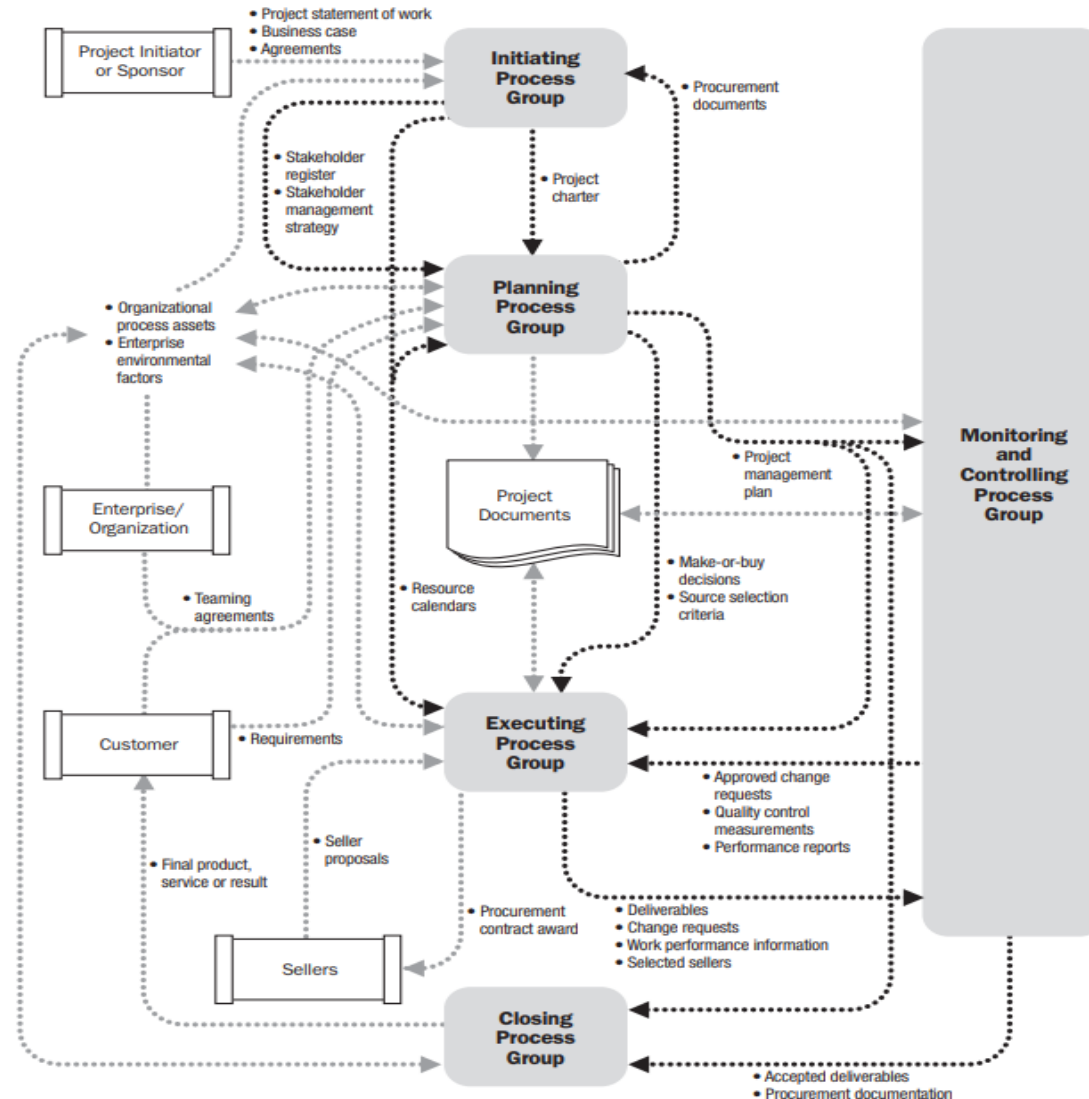 • Project statement of work
• Business case
• Agreements
Project Initiator
or Sponsor
Initiating
Process
Group
• Procurement
documents
• Stakeholder
register
• Stakeholder
management
strategy
• Project
charter
Planning
Process
Group
• Organizational
process assets
• Enterprise
environmental
factors
Monitoring
and
Controlling
Process
Group
• Project
management
plan
Enterprise/
Organization
Project
Documents
• Teaming
agreements
• Resource
calendars
• Make-or-buy
decisions
• Source selection
criteria
Customer
• Requirements
Executing
Process
Group
• Approved change
requests
• Quality control
measurements
• Performance reports
• Seller
proposals
• Final product,
service or result
• Procurement
contract award
• Deliverables
• Change requests
• Work performance information
• Selected sellers
Sellers
Closing
Process
Group
• Accepted deliverables
• Procurement documentation